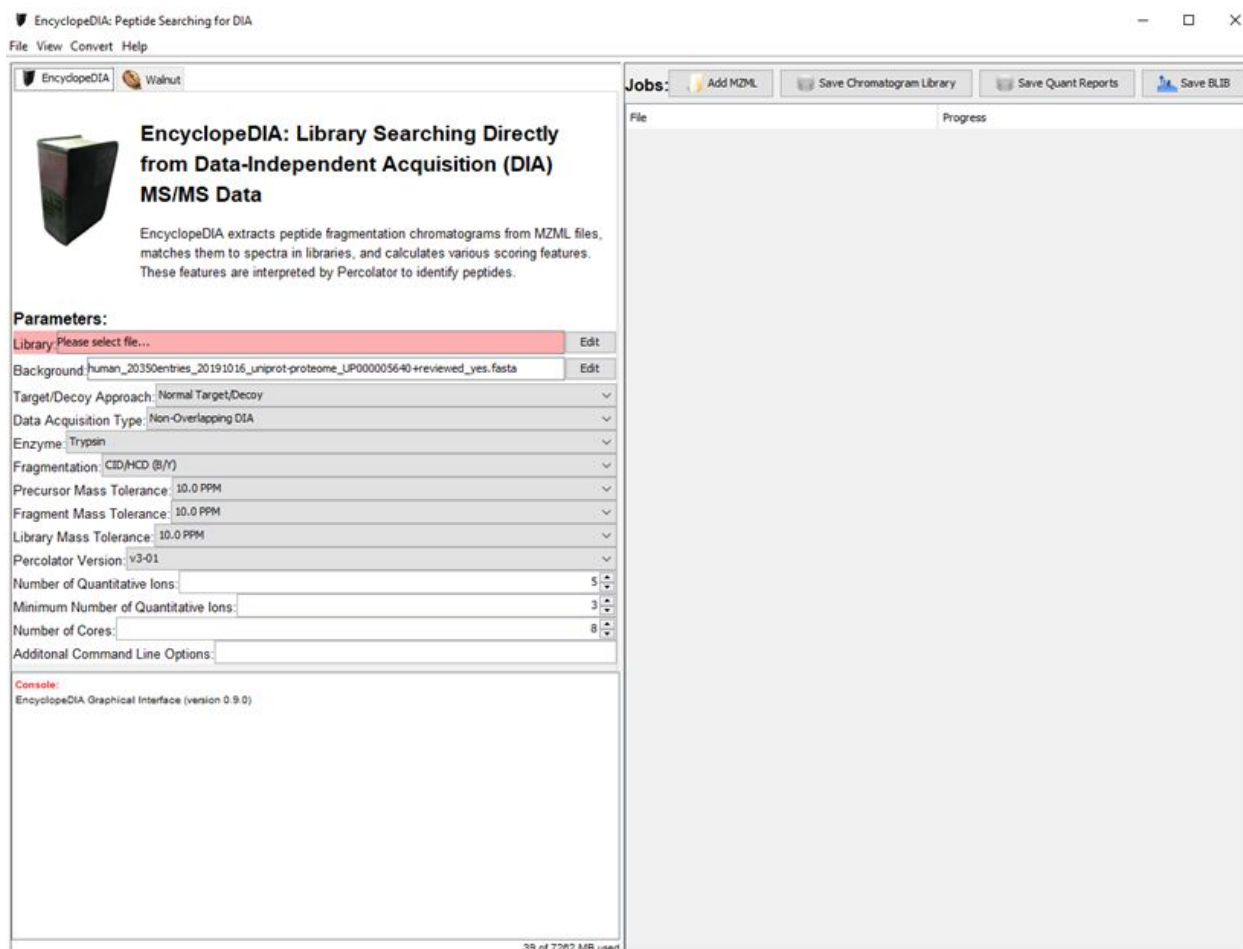 EncyclopeDIA: Peptide Searching for DIA
File View Convert Help
EncyclopeDIA Walnut
EncyclopeDIA: Library Searching Directly
from Data-Independent Acquisition (DIA)
MS/MS Data
EncyclopeDIA extracts peptide fragmentation chromatograms from MZML files,
matches them to spectra in libraries, and calculates various scoring features.
These features are interpreted by Percolator to identify peptides.
Parameters:
Library: Please select file... Edit
Background: human_20350entries_20191016_uniprot-proteome_UP000005640+reviewed_yes.fasta Edit
Target/Decoy Approach: Normal Target/Decoy
Data Acquisition Type: Non-Overlapping DIA
Enzyme: Trypsin
Fragmentation: CID/HCD (B/Y)
Precursor Mass Tolerance: 10.0 PPM
Fragment Mass Tolerance: 10.0 PPM
Library Mass Tolerance: 10.0 PPM
Percolator Version: v3-01
Number of Quantitative Ions: 5
Minimum Number of Quantitative Ions: 3
Number of Cores: 8
Additonal Command Line Options:
Console:
EncyclopeDIA Graphical Interface (version 0.9.0)
39 of 7262 MB used
Jobs: Add MZML Save Chromatogram Library Save Quant Reports Save BLIB
File Progress